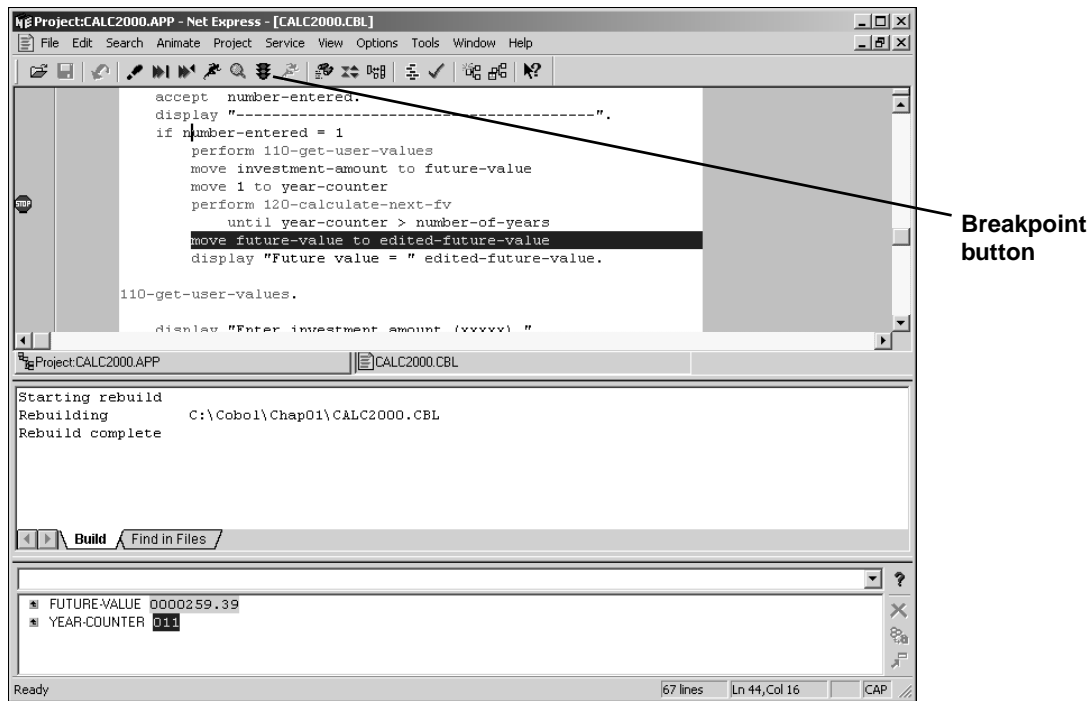 Project:CALC2000.APP - Net Express - [CALC2000.CBL]
File Edit Search Animate Project Service View Options Tools Window Help
accept number-entered.
display "---------------------------------------".
if number-entered = 1
perform 110-get-user-values
move investment-amount to future-value
move 1 to year-counter
STOP
perform 120-calculate-next-fv
until year-counter > number-of-years
move future-value to edited-future-value
display "Future value = " edited-future-value.
110-get-user-values.
display "Enter investment amount (xxxxx) "
Breakpoint
button
Project:CALC2000.APP
CALC2000.CBL
Starting rebuild
Rebuilding C:\Cobol\Chap01\CALC2000.CBL
Rebuild complete
Build
Find in Files
FUTURE-VALUE 0000259.39
YEAR-COUNTER 011
Ready
67 lines
Ln 44,Col 16
CAP